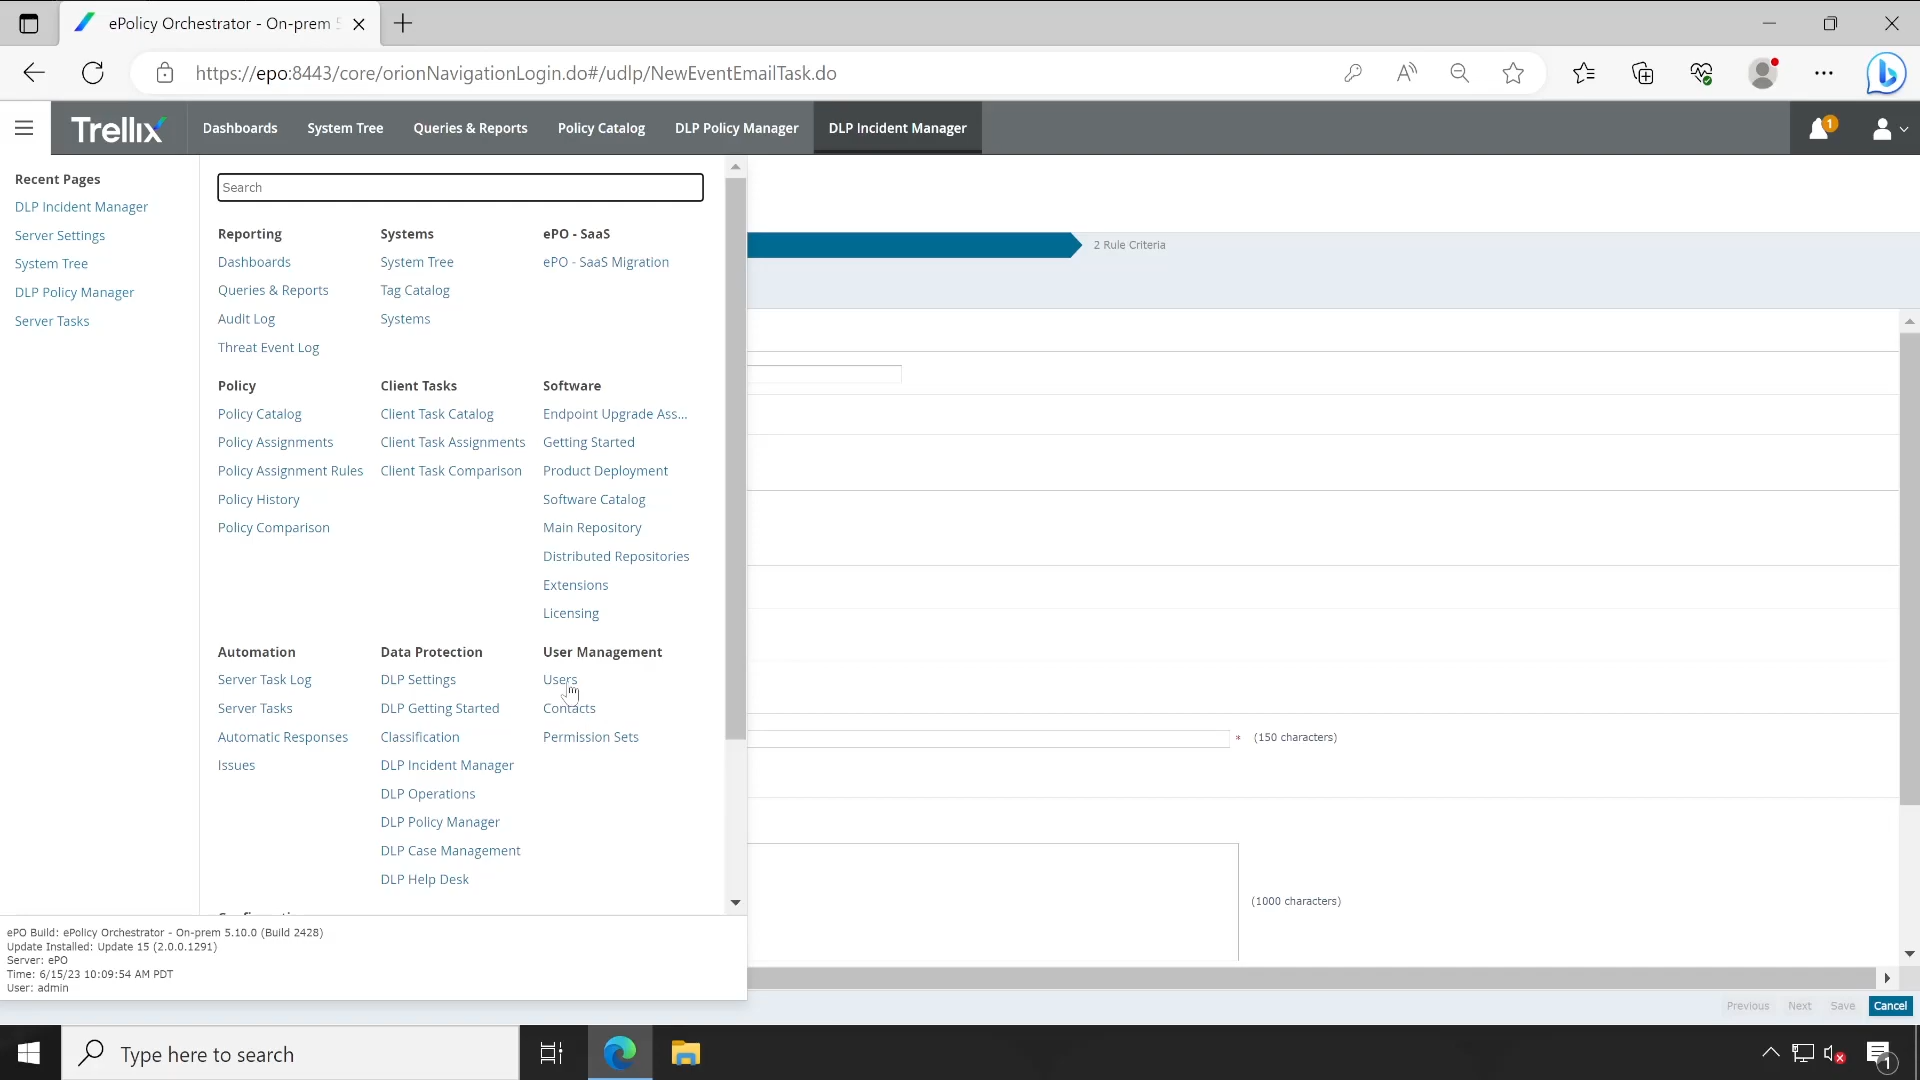 ePolicy Orchestrator - On-prem 5
https://epo:8443/core/orionNavigationLogin.do#/udlp/NewEventEmailTask.do
Trellix
Dashboards
System Tree
Queries & Reports
Policy Catalog
DLP Policy Manager
DLP Incident Manager
1
Recent Pages
DLP Incident Manager
Server Settings
System Tree
DLP Policy Manager
Server Tasks
Search
Reporting
Dashboards
Queries & Reports
Audit Log
Threat Event Log
Systems
System Tree
Tag Catalog
Systems
ePO - SaaS
ePO - SaaS Migration
Policy
Policy Catalog
Policy Assignments
Policy Assignment Rules
Policy History
Policy Comparison
Client Tasks
Client Task Catalog
Client Task Assignments
Client Task Comparison
Software
Endpoint Upgrade Ass...
Getting Started
Product Deployment
Software Catalog
Main Repository
Distributed Repositories
Extensions
Licensing
Automation
Server Task Log
Server Tasks
Automatic Responses
Issues
Data Protection
DLP Settings
DLP Getting Started
Classification
DLP Incident Manager
DLP Operations
DLP Policy Manager
DLP Case Management
DLP Help Desk
User Management
Users
Contacts
Permission Sets
2 Rule Criteria
* (150 characters)
(1000 characters)
ePO Build: ePolicy Orchestrator - On-prem 5.10.0 (Build 2428)
Update Installed: Update 15 (2.0.0.1291)
Server: ePO
Time: 6/15/23 10:09:54 AM PDT
User: admin
Previous
Next
Save
Cancel
Type here to search
1